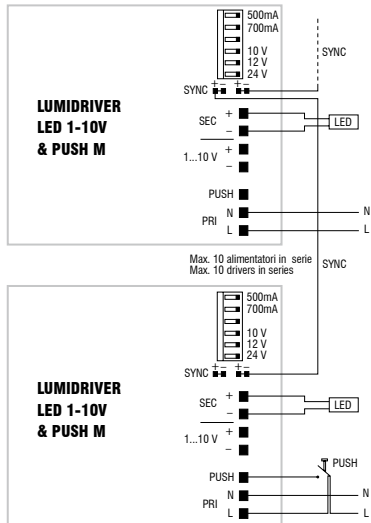 500mA
700mA
10 V
12 V
24 V
SYNC
+ – + –
SYNC
LUMIDRIVER
LED 1-10V
& PUSH M
SEC
+
–
LED
1...10 V
+
–
PUSH
PRI
N
L
N
L
Max. 10 alimentatori in serie
Max. 10 drivers in series
SYNC
500mA
700mA
10 V
12 V
24 V
+ – + –
SYNC
LUMIDRIVER
LED 1-10V
& PUSH M
SEC
+
–
LED
1...10 V
+
–
PUSH
PUSH
PRI
N
L
N
L